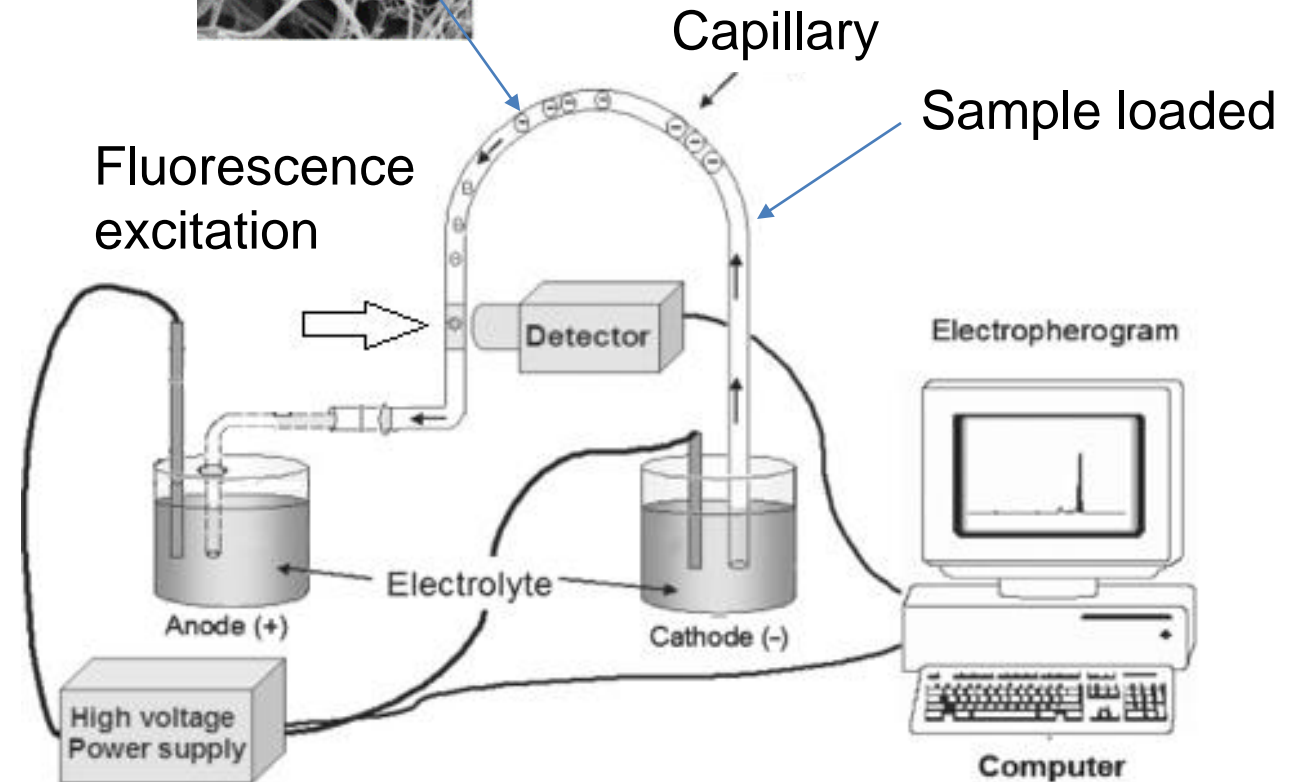 Capillary
Sample loaded
Fluorescence
excitation
Detector
Electropherogram
Electrolyte
Anode (+)
Cathode (-)
High voltage
Power supply
Computer